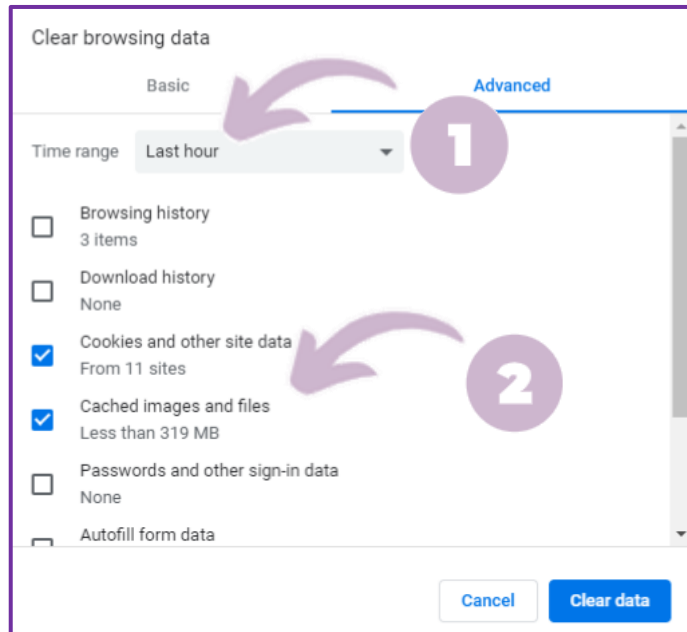 Clear browsing data
Basic
Advanced
1
Time range
Last hour
Browsing history
3 items
Download history
None
Cookies and other site data
From 11 sites
2
Cached images and files
Less than 319 MB
Passwords and other sign-in data
None
Autofill form data
Cancel
Clear data